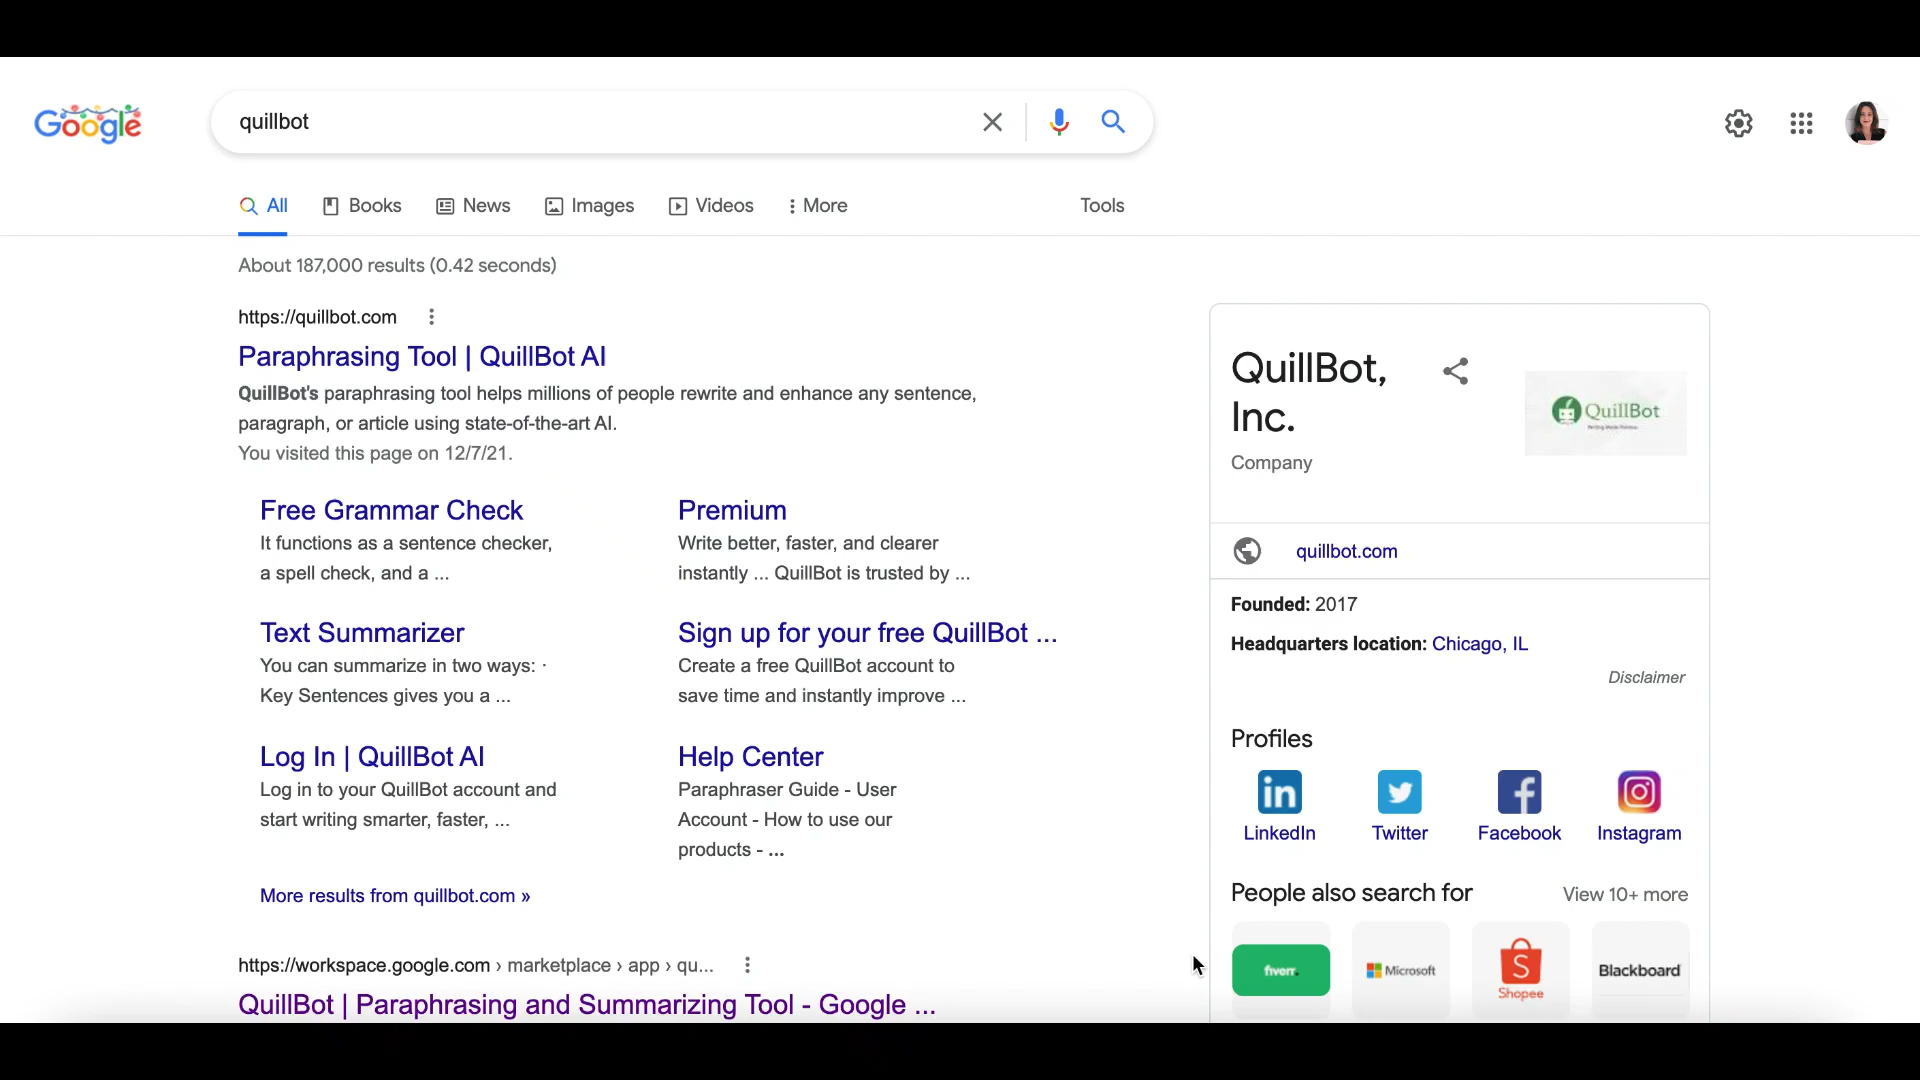 Google
quillbot
All
Books
News
Images
Videos
More
Tools
About 187,000 results (0.42 seconds)
https://quillbot.com
Paraphrasing Tool | QuillBot AI
QuillBot's paraphrasing tool helps millions of people rewrite and enhance any sentence,
paragraph, or article using state-of-the-art AI.
You visited this page on 12/7/21.
Free Grammar Check
It functions as a sentence checker,
a spell check, and a ...
Premium
Write better, faster, and clearer
instantly ... QuillBot is trusted by ...
Text Summarizer
You can summarize in two ways: ·
Key Sentences gives you a ...
Sign up for your free QuillBot ...
Create a free QuillBot account to
save time and instantly improve ...
Log In | QuillBot AI
Log in to your QuillBot account and
start writing smarter, faster, ...
Help Center
Paraphraser Guide - User
Account - How to use our
products - ...
More results from quillbot.com »
https://workspace.google.com › marketplace › app › qu...
QuillBot | Paraphrasing and Summarizing Tool - Google ...
QuillBot,
Inc.
Company
QuillBot
quillbot.com
Founded: 2017
Headquarters location: Chicago, IL
Disclaimer
Profiles
LinkedIn
Twitter
Facebook
Instagram
People also search for
View 10+ more
fiverr.
Microsoft
Shopee
Blackboard